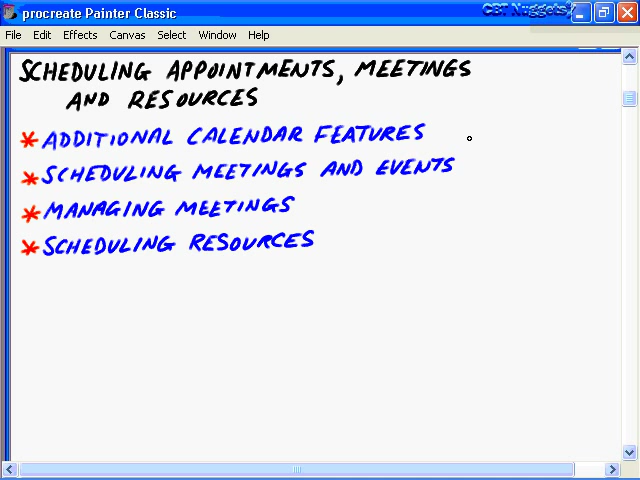 procreate Painter Classic
CBT Nuggets
File Edit Effects Canvas Select Window Help
SCHEDULING APPOINTMENTS, MEETINGS
AND RESOURCES
* ADDITIONAL CALENDAR FEATURES
* SCHEDULING MEETINGS AND EVENTS
* MANAGING MEETINGS
* SCHEDULING RESOURCES